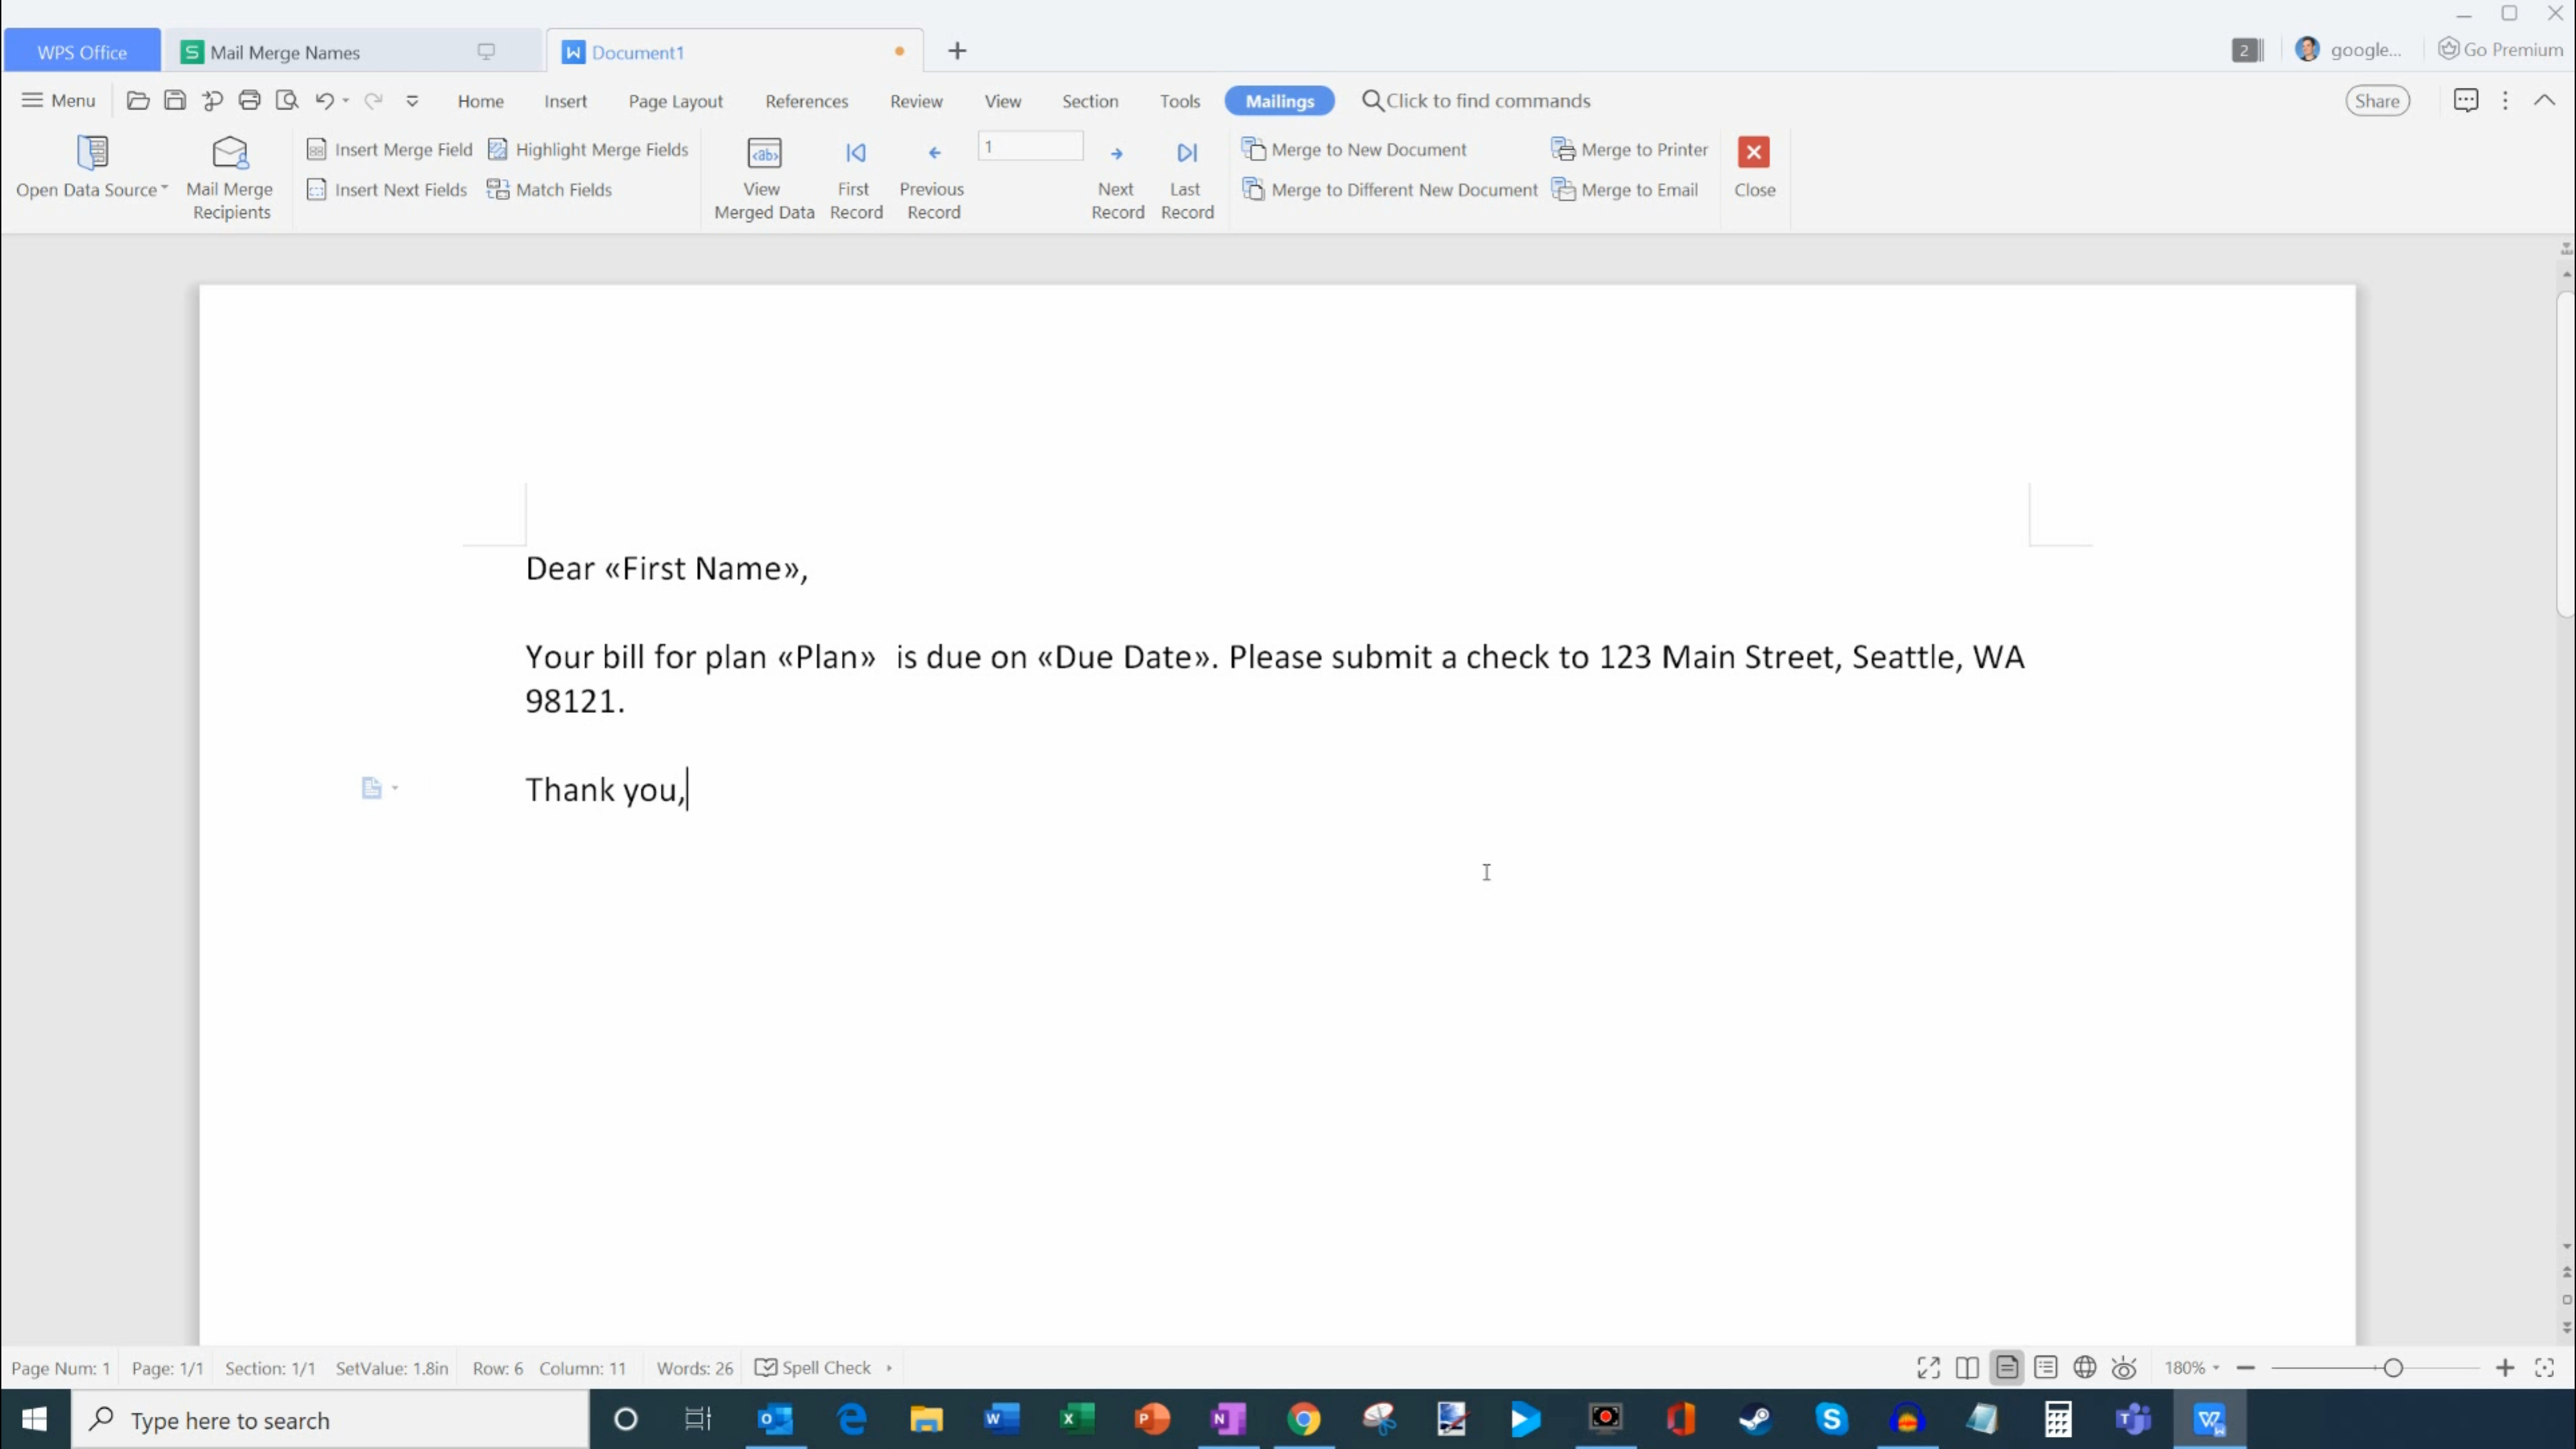 WPS Office
Mail Merge Names
Document1
2
google...
Go Premium
Menu
Home
Insert
Page Layout
References
Review
View
Section
Tools
Mailings
Click to find commands
Share
Open Data Source
Mail Merge
Recipients
Insert Merge Field
Insert Next Fields
Highlight Merge Fields
Match Fields
View
Merged Data
First
Record
Previous
Record
1
Next
Record
Last
Record
Merge to New Document
Merge to Different New Document
Merge to Printer
Merge to Email
Close
Dear «First Name»,
Your bill for plan «Plan»  is due on «Due Date». Please submit a check to 123 Main Street, Seattle, WA
98121.
Thank you,
Page Num: 1
Page: 1/1
Section: 1/1
SetValue: 1.8in
Row: 6
Column: 11
Words: 26
Spell Check
180%
Type here to search